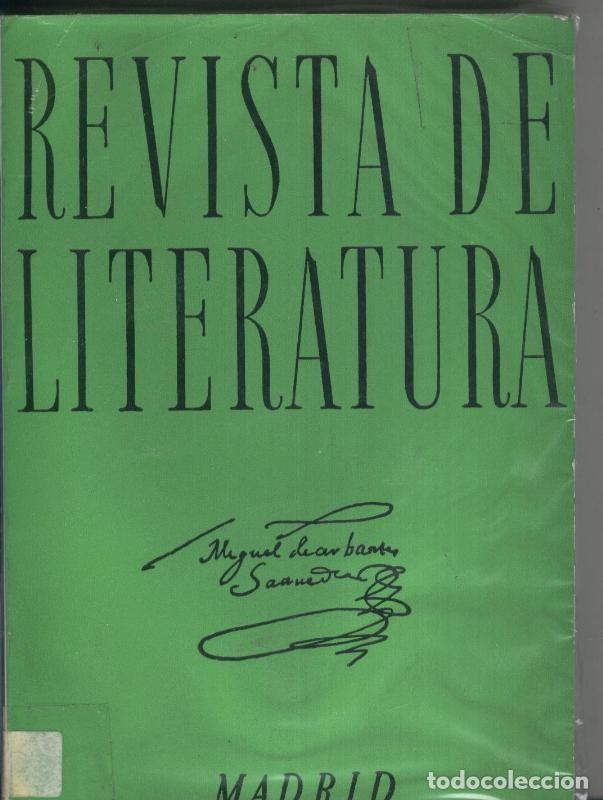 REVISTA DE
LITERATURA
Miguel de cerbantes
Saavedra
MADRID
todocoleccion